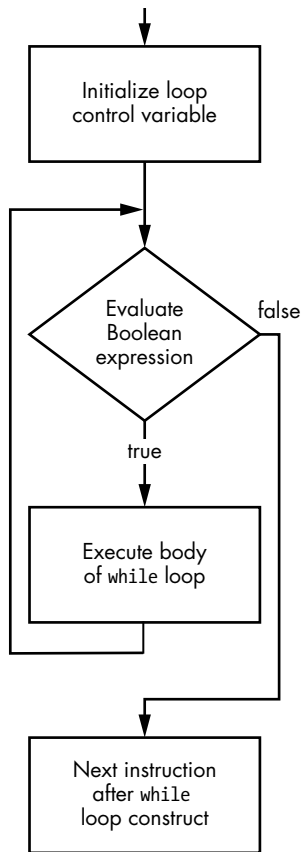 Initialize loop
control variable
Evaluate
Boolean
expression
false
true
Execute body
of while loop
Next instruction
after while
loop construct